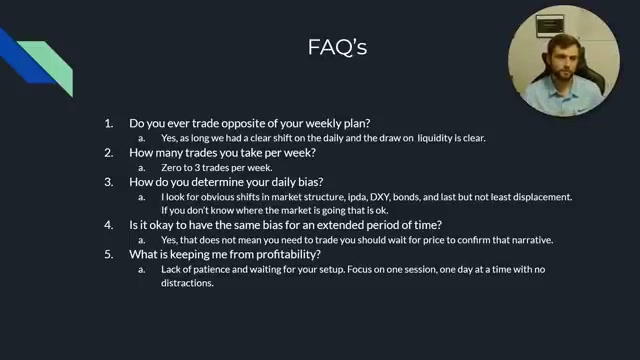 FAQ's
1. Do you ever trade opposite of your weekly plan?
a. Yes, as long we had a clear shift on the daily and the draw on liquidity is clear.
2. How many trades you take per week?
a. Zero to 3 trades per week.
3. How do you determine your daily bias?
a. I look for obvious shifts in market structure, ipda, DXY, bonds, and last but not least displacement.
If you don't know where the market is going that is ok.
4. Is it okay to have the same bias for an extended period of time?
a. Yes, that does not mean you need to trade you should wait for price to confirm that narrative.
5. What is keeping me from profitability?
a. Lack of patience and waiting for your setup. Focus on one session, one day at a time with no
distractions.